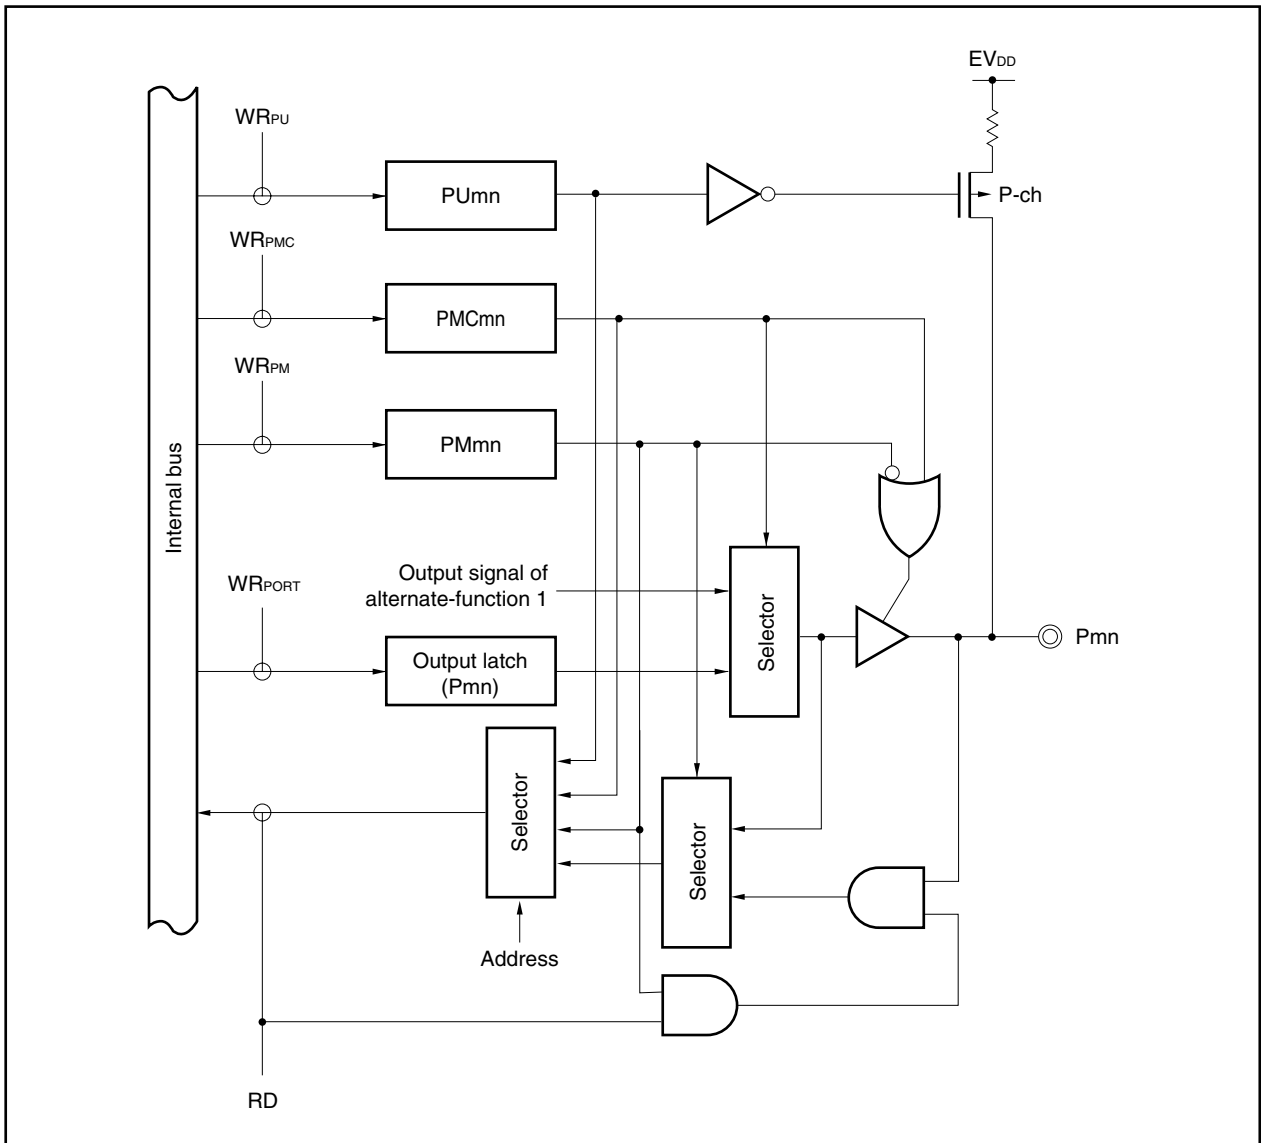 EVDD
WRPU
PUmn
P-ch
WRPMC
PMCmn
WRPM
PMmn
Internal bus
Output signal of
alternate-function 1
WRPORT
Selector
Output latch
(Pmn)
Pmn
Selector
Selector
Address
RD